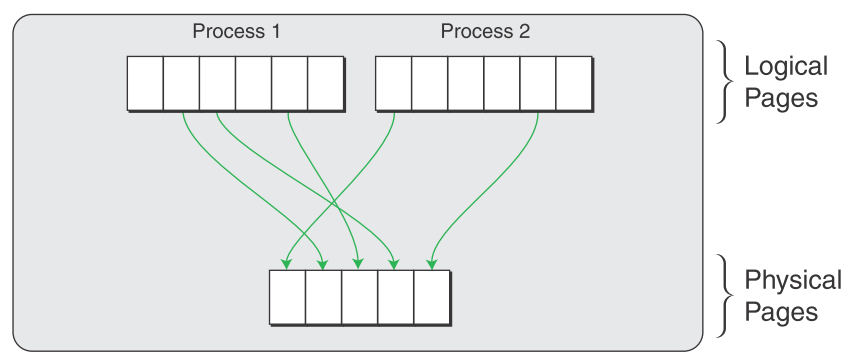 Process 1
Process 2
Logical
Pages
Physical
Pages